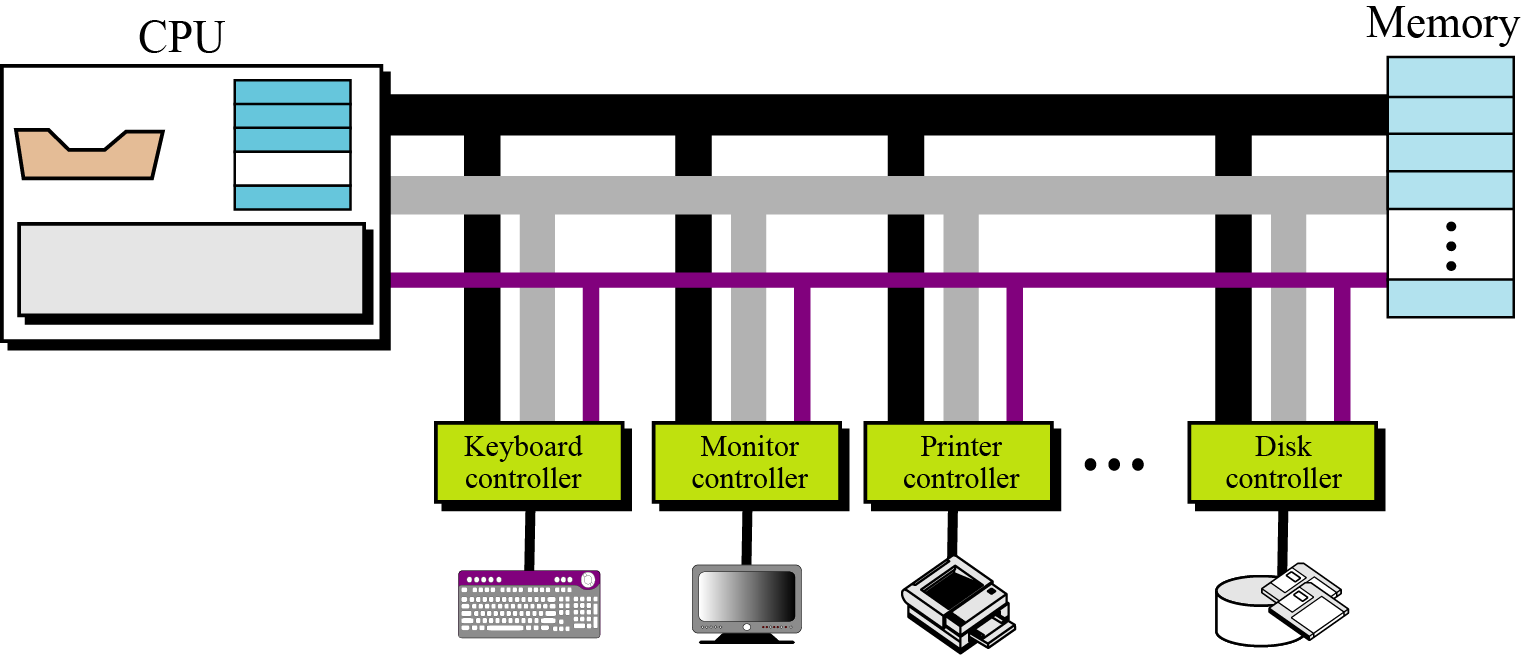 CPU
Memory
Keyboard
controller
Monitor
controller
Printer
controller
Disk
controller